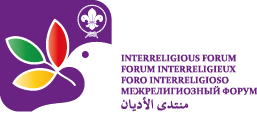 INTERRELIGIOUS FORUM
FORUM INTERRELIGIEUX
FORO INTERRELIGIOSO
МЕЖРЕЛИГИОЗНЫЙ ФОРУМ
منتدى الأديان